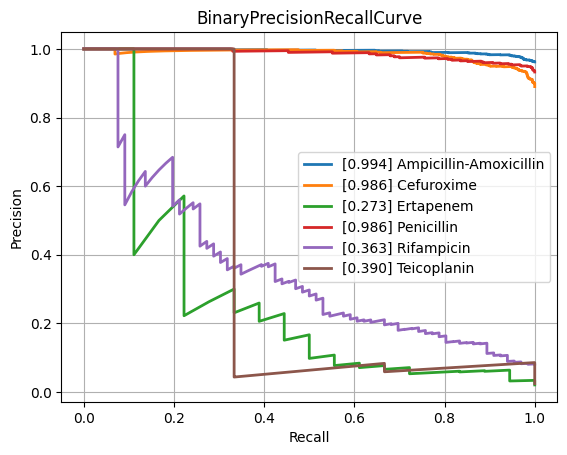 BinaryPrecisionRecallCurve
1.0
0.8
0.6
0.4
0.2
0.0
Precision
[0.994] Ampicillin-Amoxicillin
[0.986] Cefuroxime
[0.273] Ertapenem
[0.986] Penicillin
[0.363] Rifampicin
[0.390] Teicoplanin
0.0 0.2 0.4 0.6 0.8 1.0
Recall